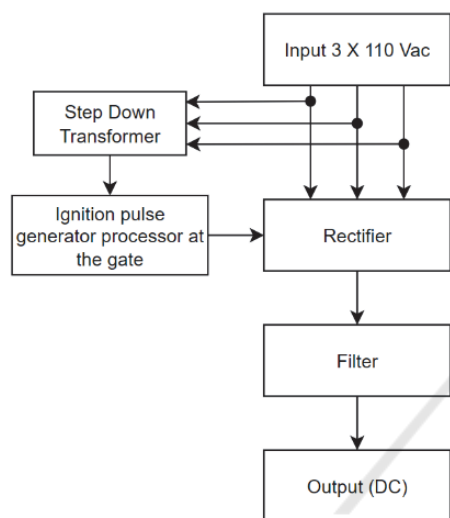 Input 3 X 110 Vac
Step Down
Transformer
Ignition pulse
generator processor at
the gate
Rectifier
Filter
Output (DC)